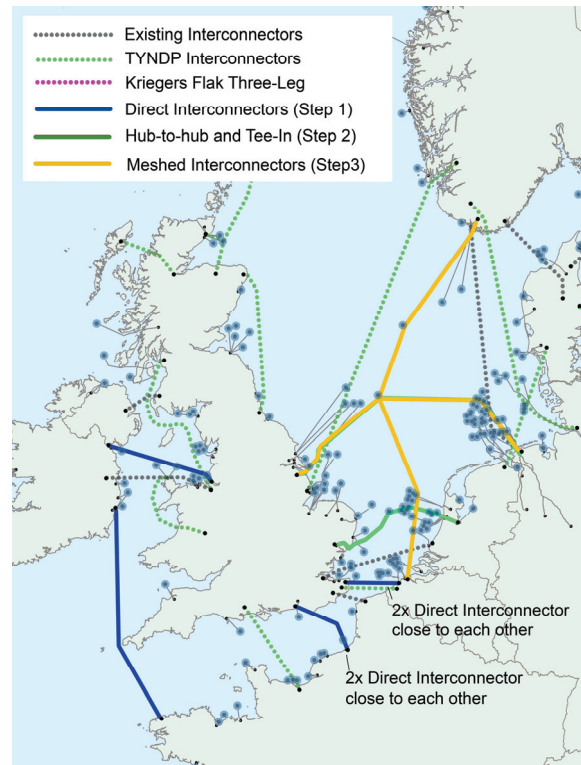 Existing Interconnectors
TYNDP Interconnectors
Kriegers Flak Three-Leg
Direct Interconnectors (Step 1)
Hub-to-hub and Tee-In (Step 2)
Meshed Interconnectors (Step3)
2x Direct Interconnector
close to each other
2x Direct Interconnector
close to each other